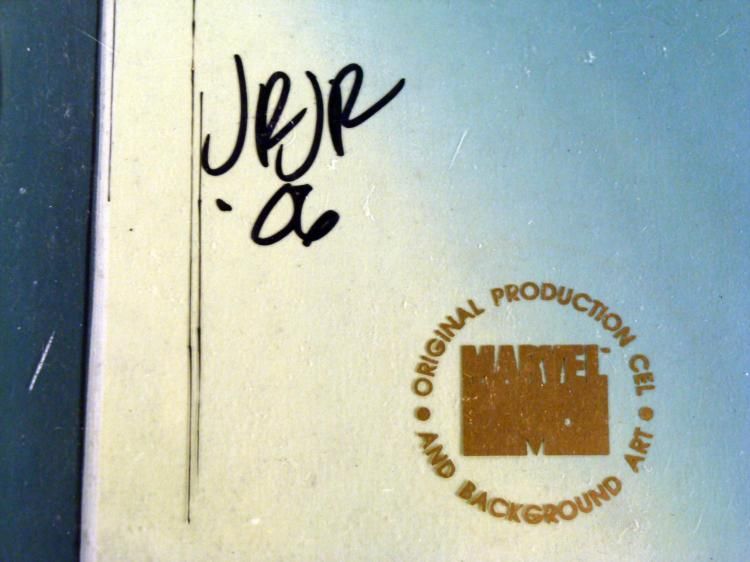 JRJR
'06
ORIGINAL PRODUCTION CEL
MARVEL
AND BACKGROUND ART